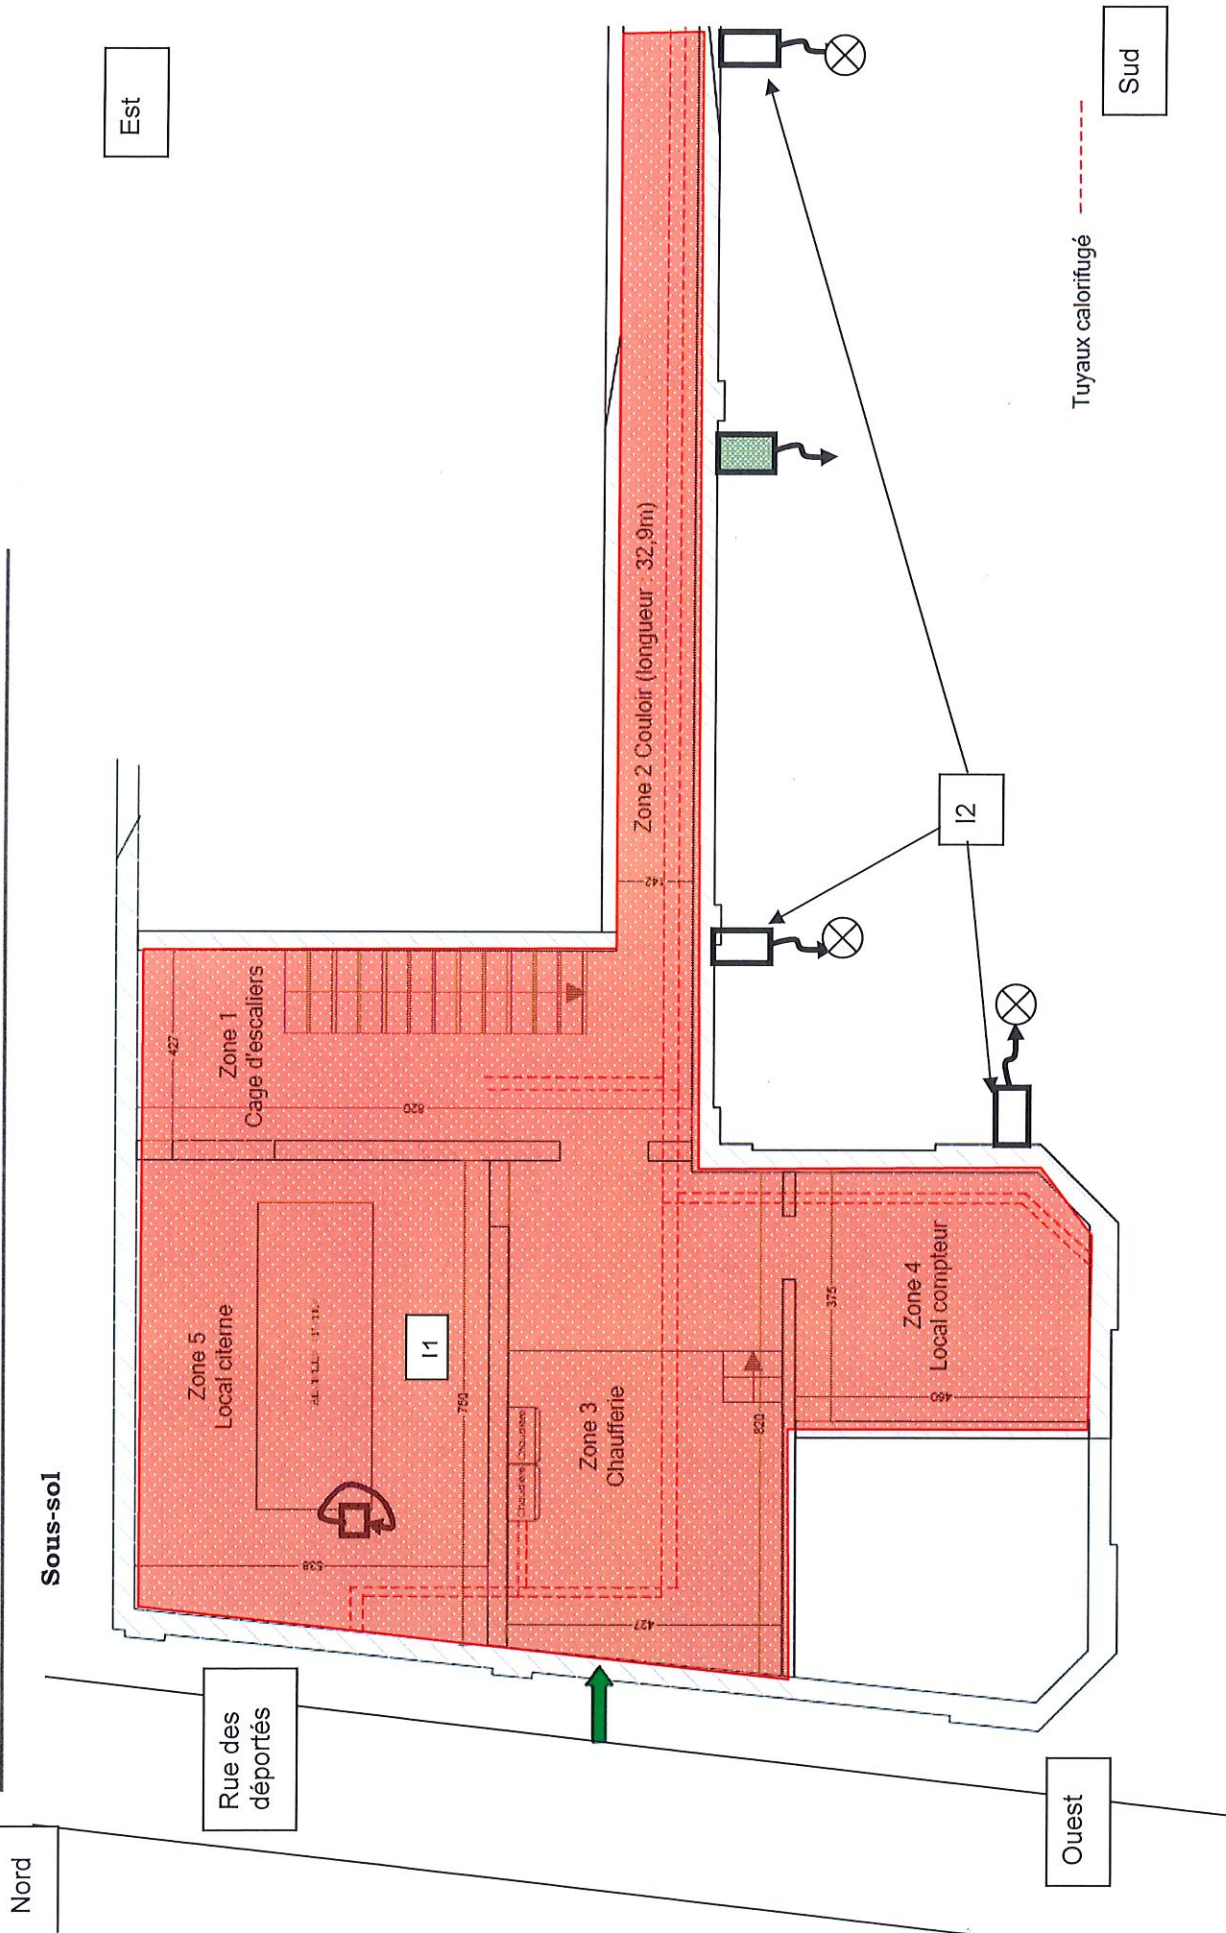 Sous-sol
Nord
Est
Sud
Ouest
Rue des
déportés
Zone 1
Cage d'escaliers
427
820
Zone 2 Couloir (longueur : 32,9m)
142
Zone 5
Local citerne
I1
538
760
Zone 3
Chaufferie
Chaudière
Chaudière
427
820
Zone 4
Local compteur
375
460
I2
Tuyaux calorifugé